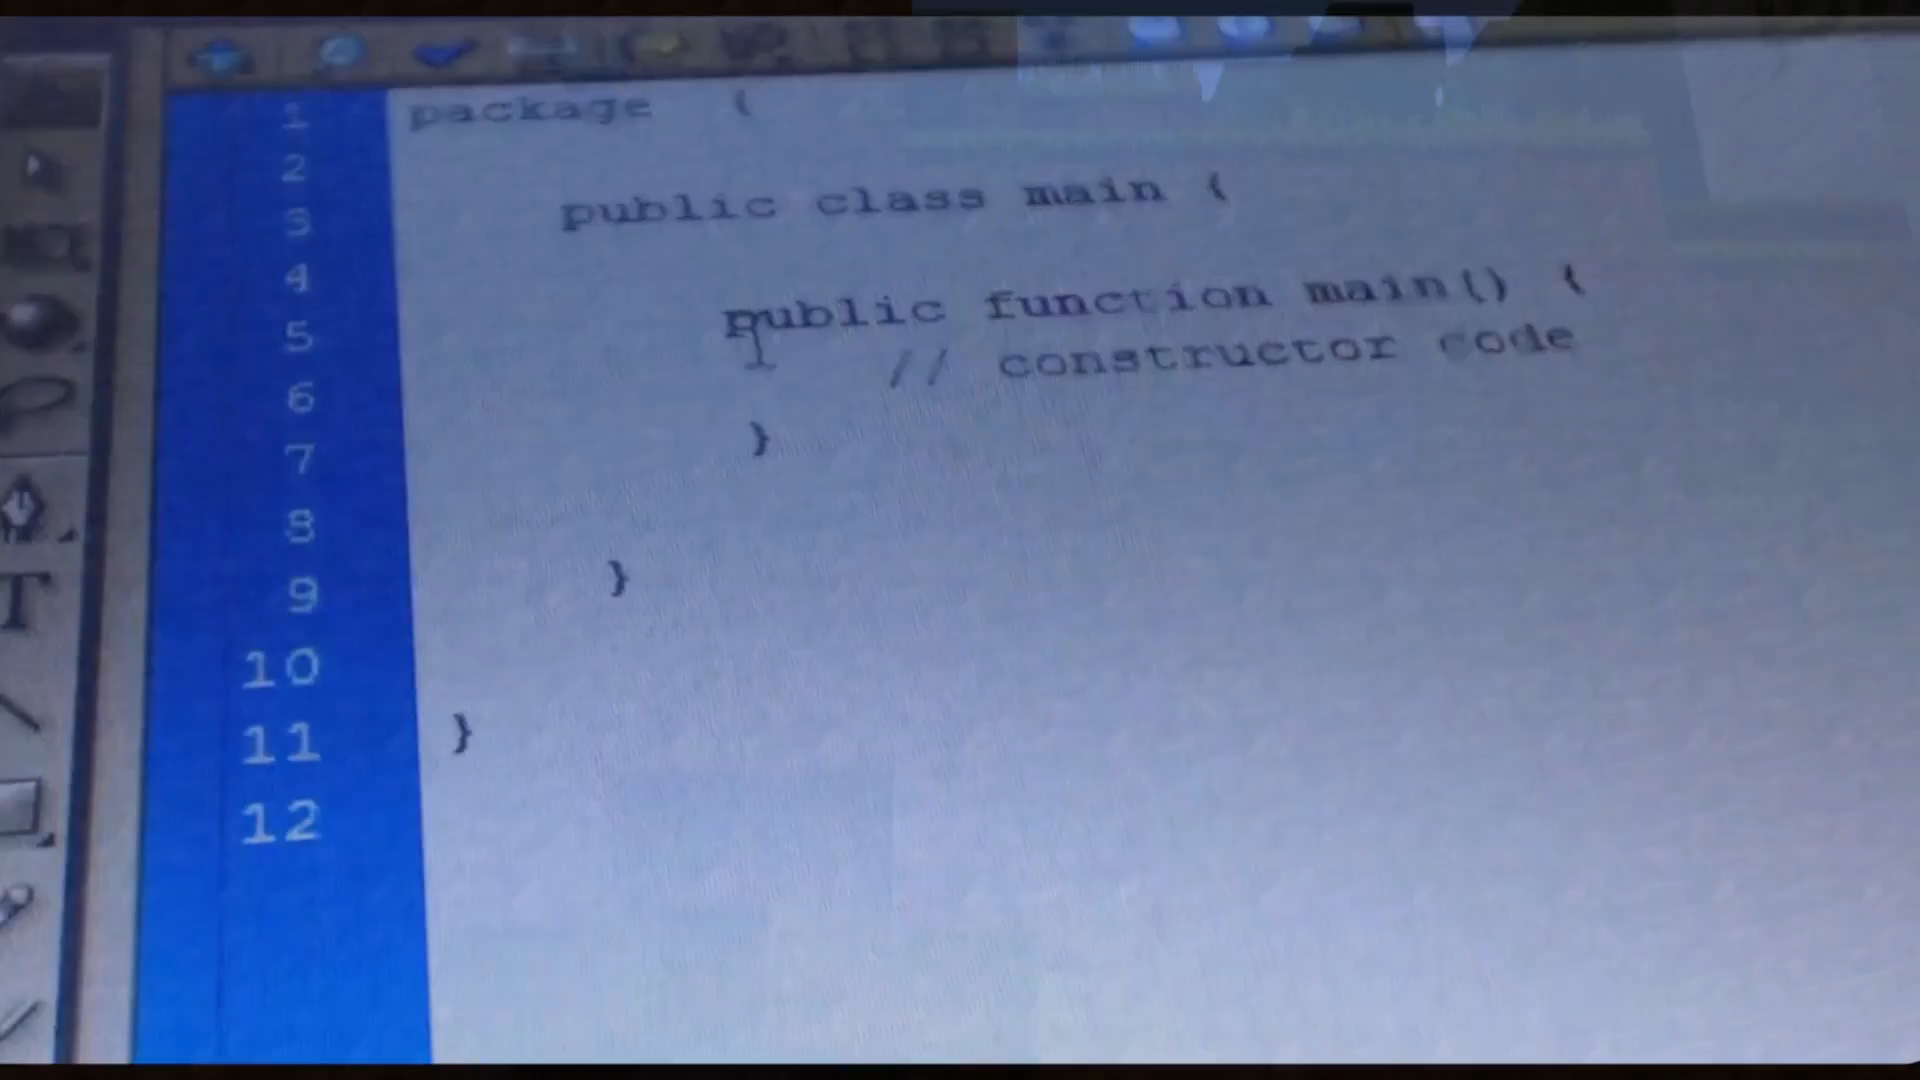 1 package {
2
3 public class main {
4
5 public function main() {
6 // constructor code
7 }
8
9 }
10
11 }
12
T